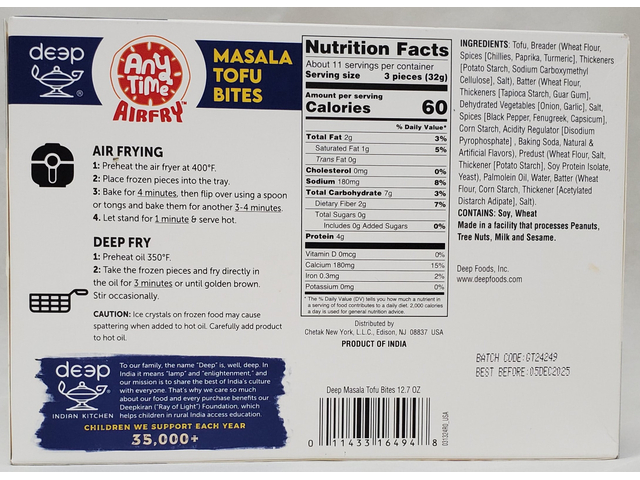 deep
®
Any
Time
AIRFRY™
MASALA
TOFU
BITES
AIR FRYING
1: Preheat the air fryer at 400°F.
2: Place frozen pieces into the tray.
3: Bake for 4 minutes, then flip over using a spoon
or tongs and bake them for another 3-4 minutes.
4: Let stand for 1 minute & serve hot.
DEEP FRY
1: Preheat oil 350°F.
2: Take the frozen pieces and fry directly in
the oil for 3 minutes or until golden brown.
Stir occasionally.
CAUTION: Ice crystals on frozen food may cause
spattering when added to hot oil. Carefully add product
to hot oil.
deep
®
INDIAN KITCHEN
To our family, the name "Deep" is, well, deep. In
India it means "lamp" and "enlightenment," and
our mission is to share the best of India's culture
with everyone. That's why we care so much
about our food and every purchase benefits our
Deepkiran ("Ray of Light") Foundation, which
helps children in rural India access education.
CHILDREN WE SUPPORT EACH YEAR
35,000+
Nutrition Facts
About 11 servings per container
Serving size 3 pieces (32g)
Amount per serving
Calories 60
% Daily Value*
Total Fat 2g 3%
Saturated Fat 1g 5%
Trans Fat 0g
Cholesterol 0mg 0%
Sodium 180mg 8%
Total Carbohydrate 7g 3%
Dietary Fiber 2g 7%
Total Sugars 0g
Includes 0g Added Sugars 0%
Protein 4g
Vitamin D 0mcg 0%
Calcium 180mg 15%
Iron 0.3mg 2%
Potassium 0mg 0%
* The % Daily Value (DV) tells you how much a nutrient in
a serving of food contributes to a daily diet. 2,000 calories
a day is used for general nutrition advice.
Distributed by
Chetak New York, L.L.C., Edison, NJ 08837 USA
PRODUCT OF INDIA
Deep Masala Tofu Bites 12.7 OZ
0 11433 16494 8
INGREDIENTS: Tofu, Breader (Wheat Flour,
Spices [Chillies, Paprika, Turmeric], Thickeners
[Potato Starch, Sodium Carboxymethyl
Cellulose], Salt), Batter (Wheat Flour,
Thickeners [Tapioca Starch, Guar Gum],
Dehydrated Vegetables [Onion, Garlic], Salt,
Spices [Black Pepper, Fenugreek, Capsicum],
Corn Starch, Acidity Regulator [Disodium
Pyrophosphate] , Baking Soda, Natural &
Artificial Flavors), Predust (Wheat Flour, Salt,
Thickener [Potato Starch], Soy Protein Isolate,
Yeast), Palmolein Oil, Water, Batter (Wheat
Flour, Corn Starch, Thickener [Acetylated
Distarch Adipate], Salt).
CONTAINS: Soy, Wheat
Made in a facility that processes Peanuts,
Tree Nuts, Milk and Sesame.
Deep Foods, Inc.
www.deepfoods.com
BATCH CODE:GT24249
BEST BEFORE:05DEC2025